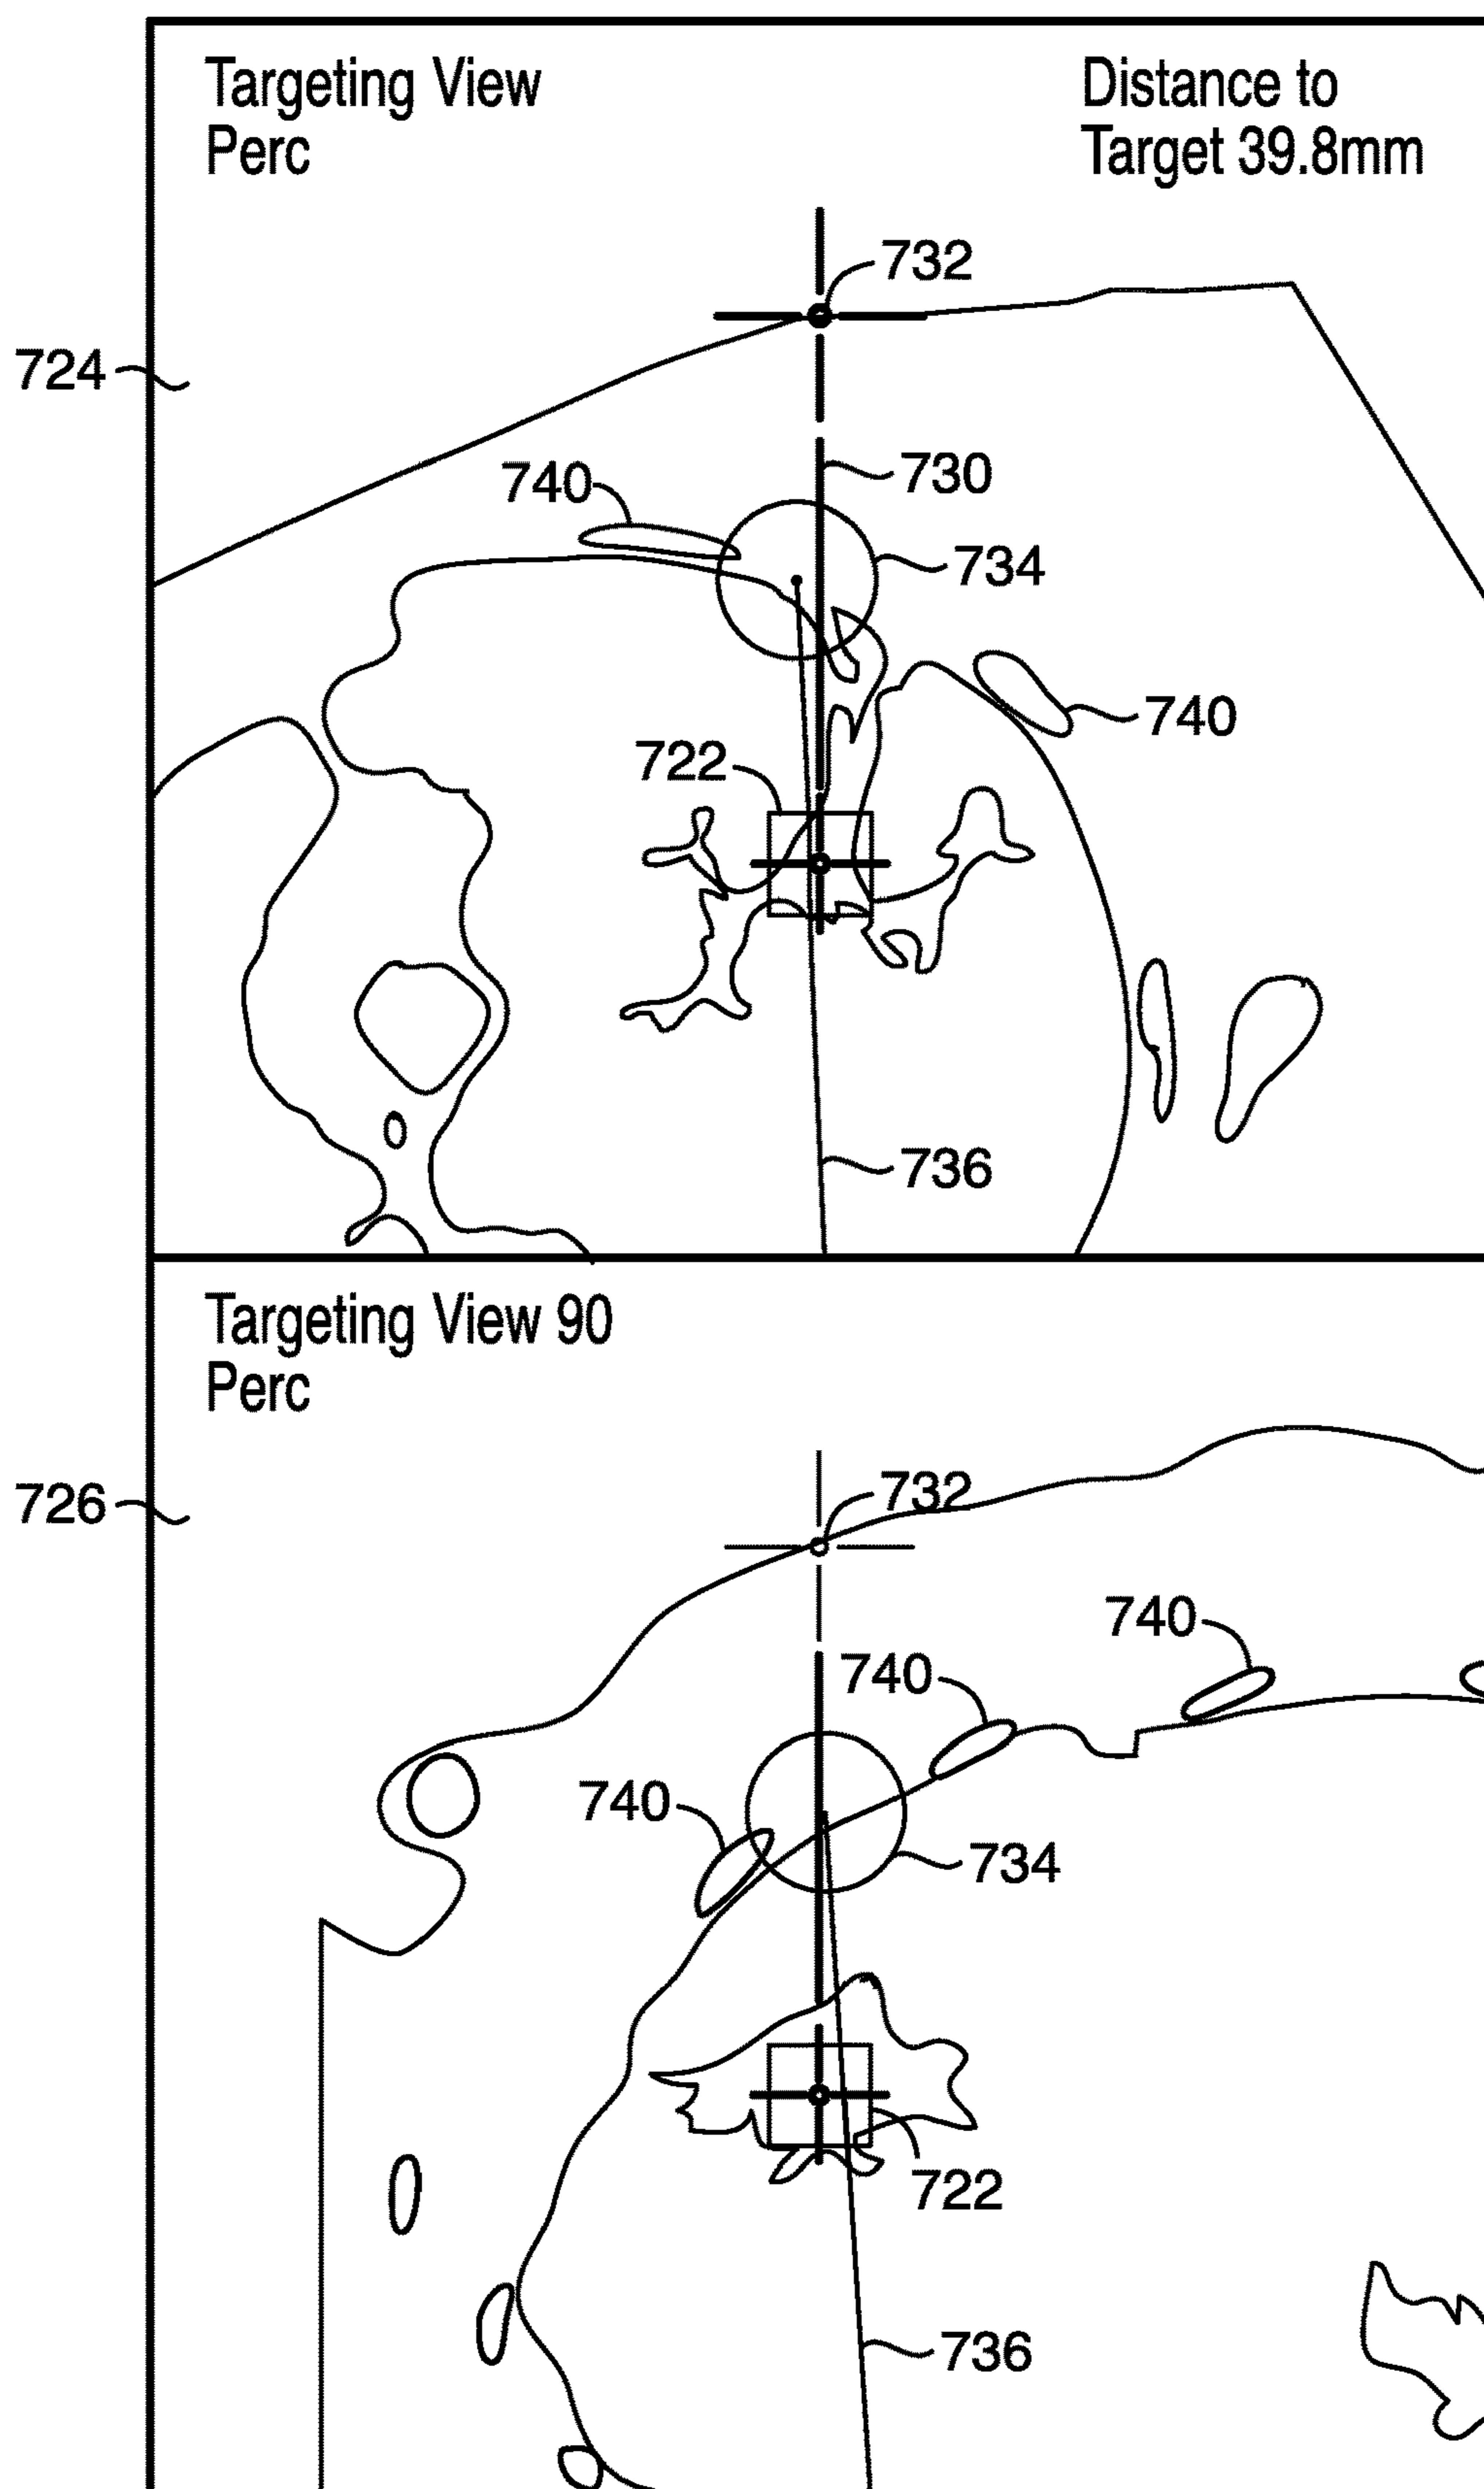 Targeting View
Perc
Distance to
Target 39.8mm
732
724
730
740
734
740
722
736
Targeting View 90
Perc
732
726
740
740
740
734
722
736